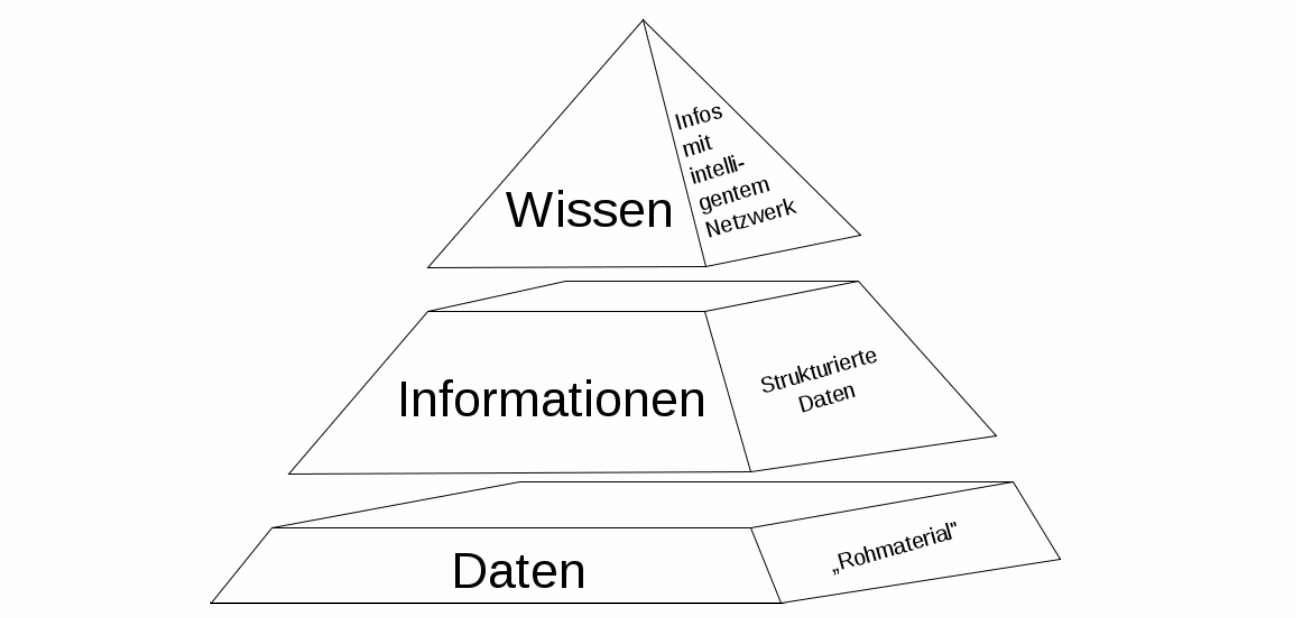 Wissen
Infos
mit
intelli-
gentem
Netzwerk
Informationen
Strukturierte
Daten
Daten
„Rohmaterial"